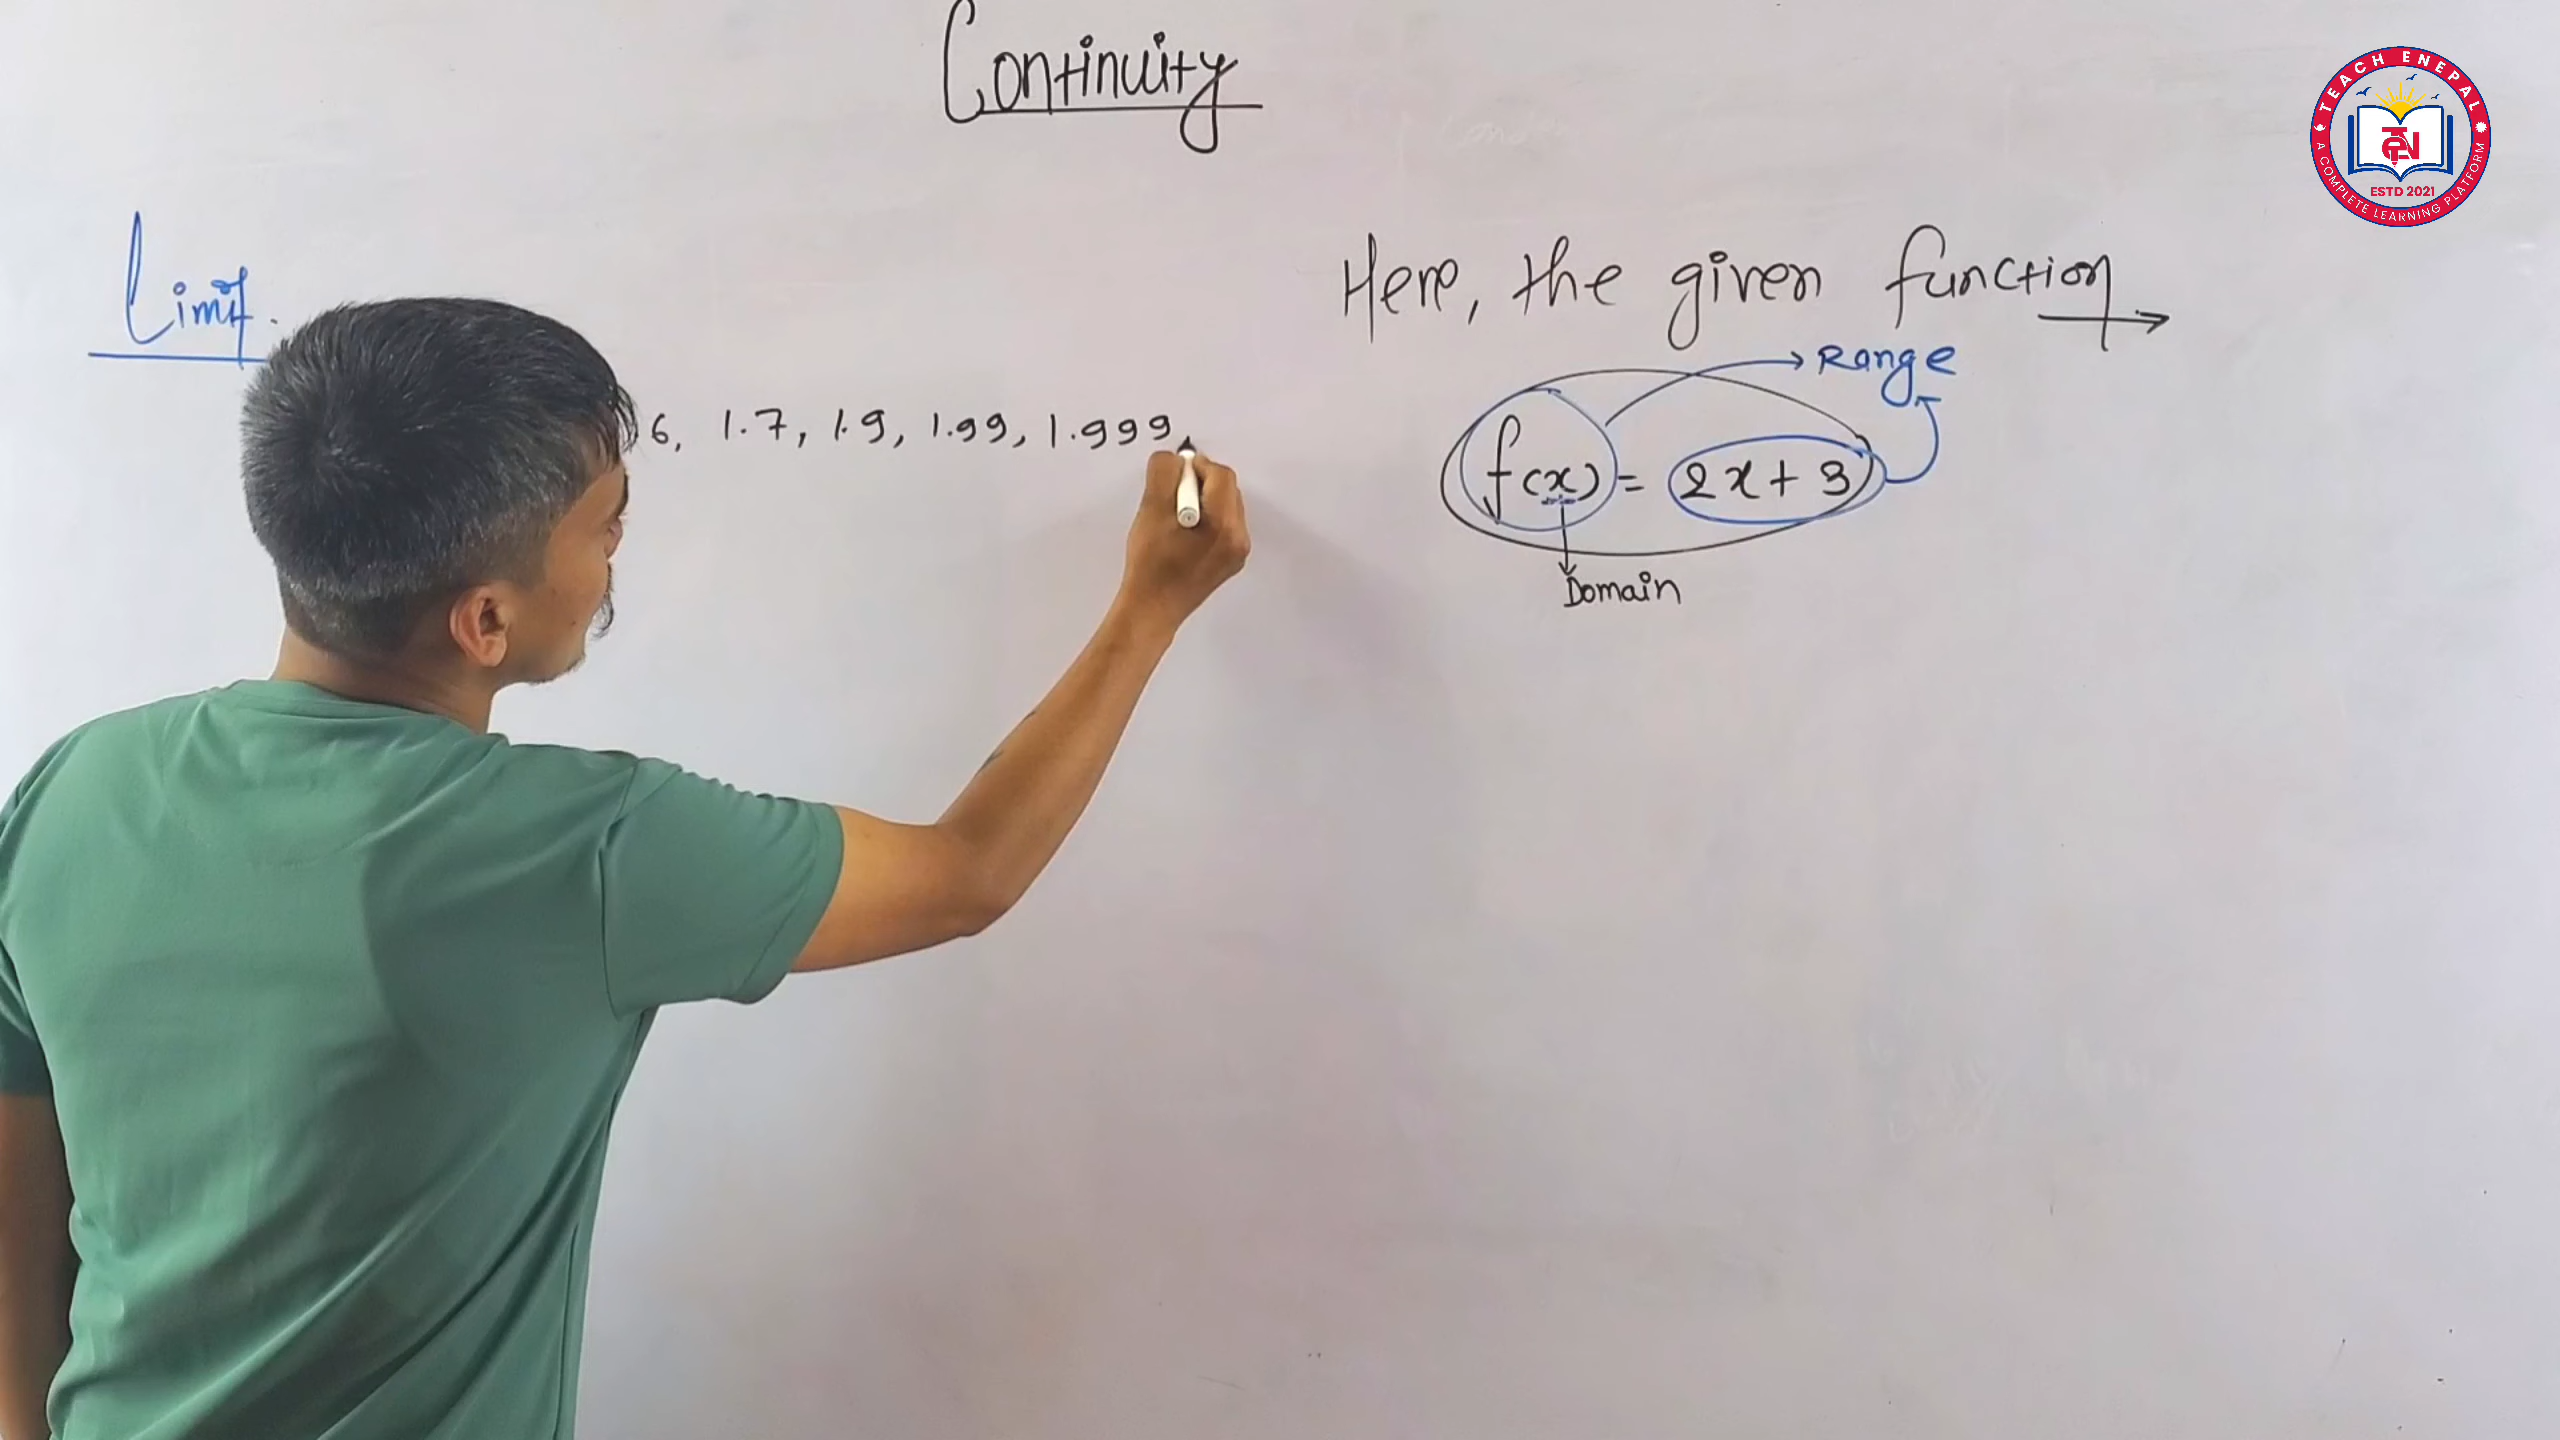 Continuity
TEACH ENEPAL
TEN
ESTD 2021
A COMPLETE LEARNING PLATFORM
Limit.
6, 1.7, 1.9, 1.99, 1.999,
Here, the given function
Range
f(x) = 2x+3
Domain